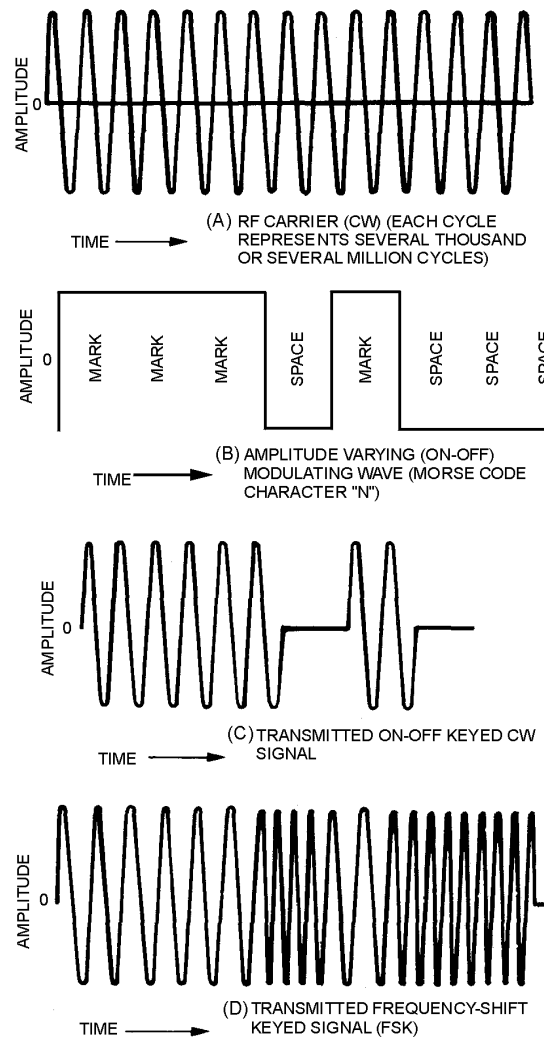 AMPLITUDE
0
(A) RF CARRIER (CW) (EACH CYCLE
REPRESENTS SEVERAL THOUSAND
OR SEVERAL MILLION CYCLES)
TIME
AMPLITUDE
0
MARK
MARK
MARK
SPACE
MARK
SPACE
SPACE
SPACE
(B) AMPLITUDE VARYING (ON-OFF)
MODULATING WAVE (MORSE CODE
CHARACTER "N")
TIME
AMPLITUDE
0
(C) TRANSMITTED ON-OFF KEYED CW
SIGNAL
TIME
AMPLITUDE
0
(D) TRANSMITTED FREQUENCY-SHIFT
KEYED SIGNAL (FSK)
TIME